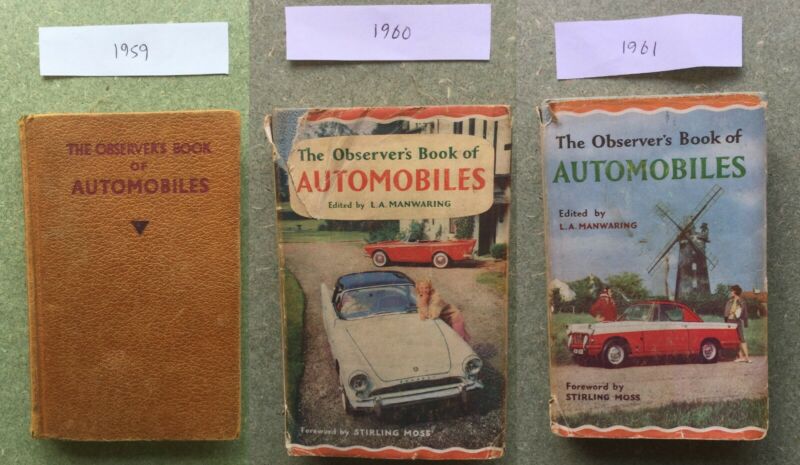 1959
THE OBSERVER'S BOOK
OF
AUTOMOBILES
1960
The Observer's Book of
AUTOMOBILES
Edited by L.A. MANWARING
Foreword by STIRLING MOSS
1961
The Observer's Book of
AUTOMOBILES
Edited by
L.A. MANWARING
Foreword by
STIRLING MOSS